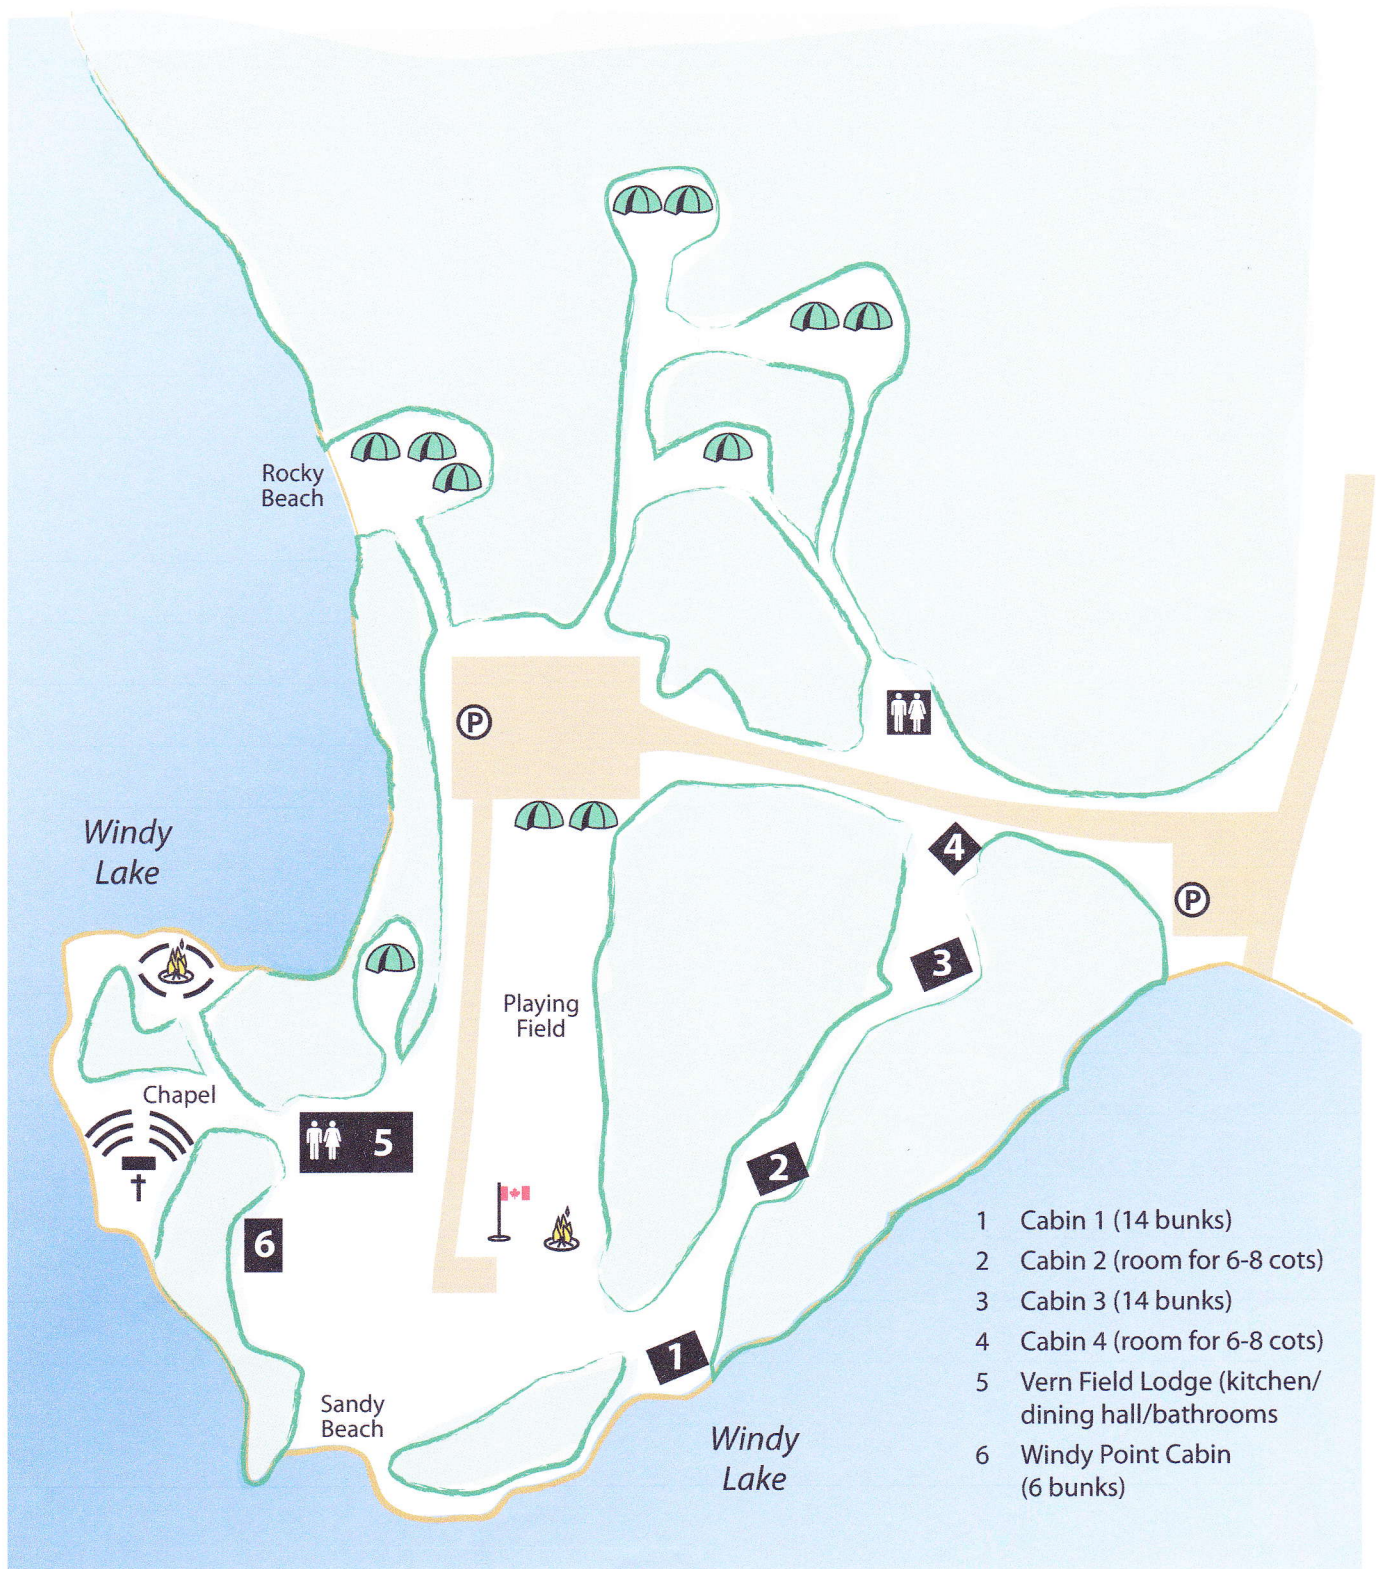 Rocky
Beach
P
Windy
Lake
4
P
3
Playing
Field
Chapel
5
2
6
1
Sandy
Beach
Windy
Lake
1 Cabin 1 (14 bunks)
2 Cabin 2 (room for 6-8 cots)
3 Cabin 3 (14 bunks)
4 Cabin 4 (room for 6-8 cots)
5 Vern Field Lodge (kitchen/
dining hall/bathrooms
6 Windy Point Cabin
(6 bunks)